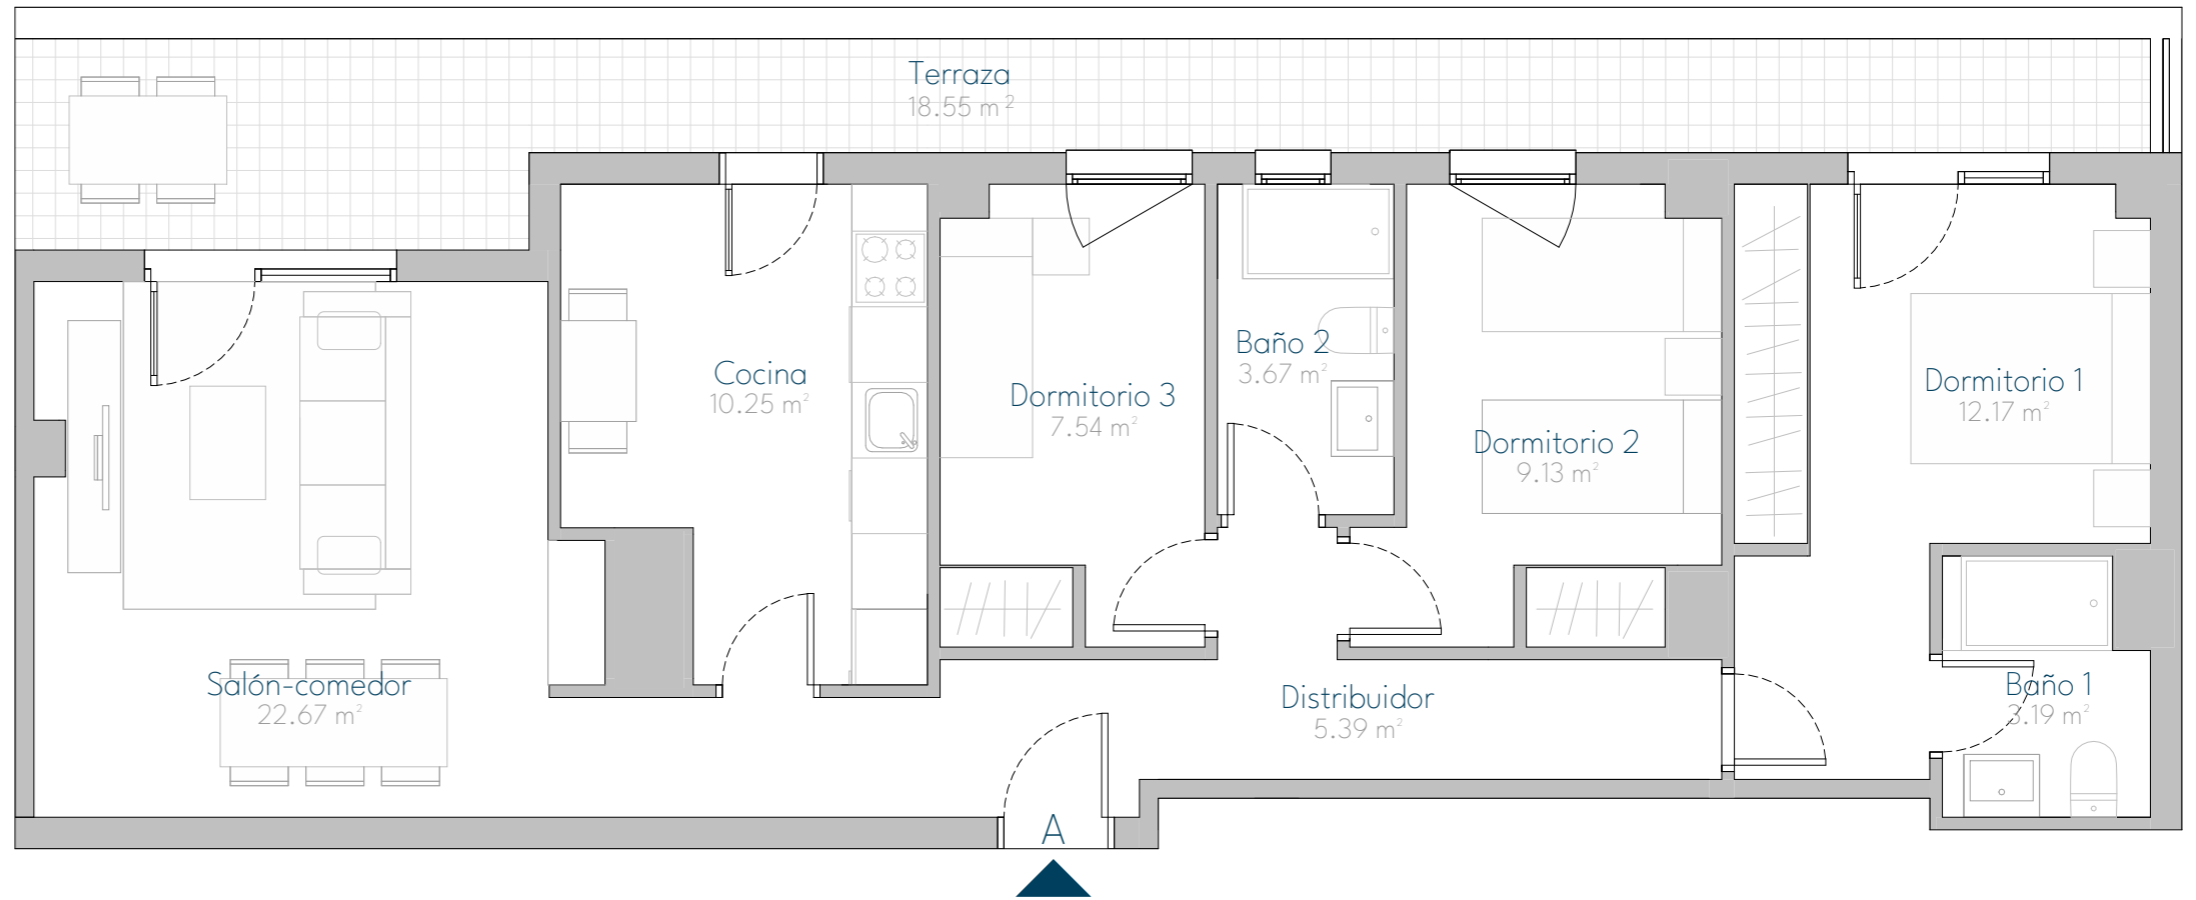 Terraza
18.55 m²
Cocina
10.25 m²
Dormitorio 3
7.54 m²
Baño 2
3.67 m²
Dormitorio 2
9.13 m²
Dormitorio 1
12.17 m²
Salón-comedor
22.67 m²
Distribuidor
5.39 m²
Baño 1
3.19 m²
A